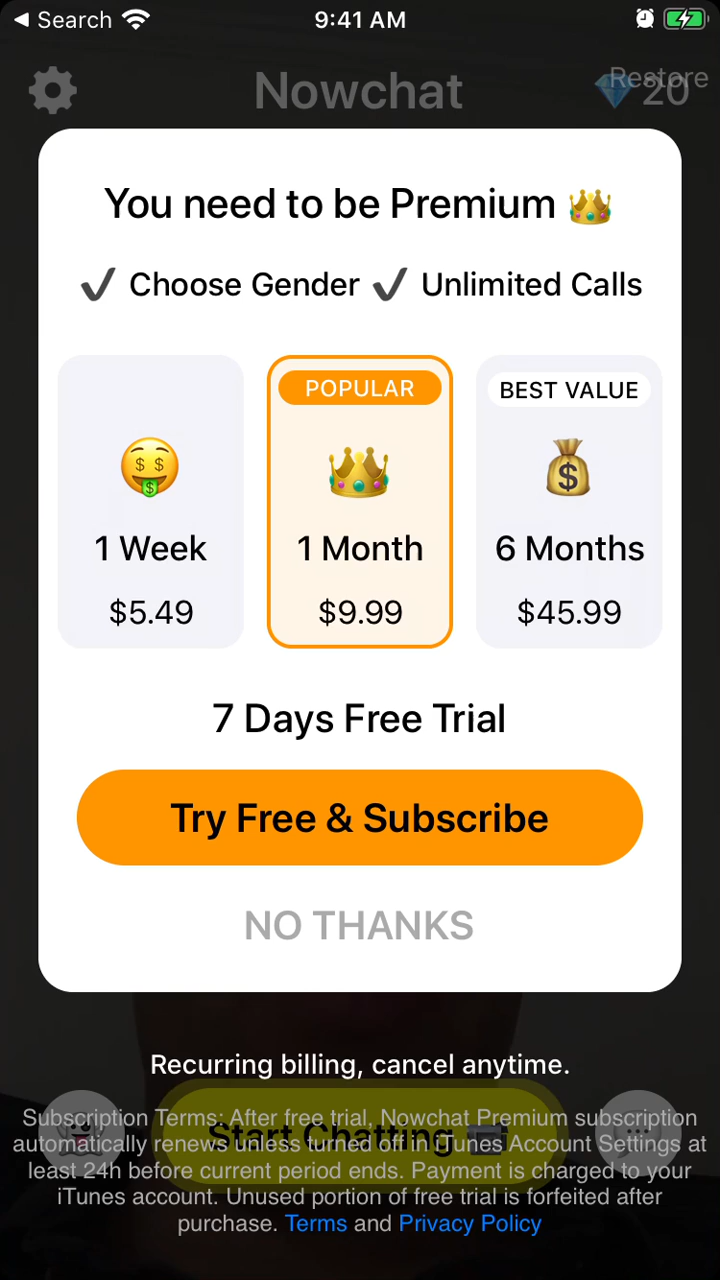 Search
9:41 AM
Nowchat
Restore
20
You need to be Premium
Choose Gender
Unlimited Calls
POPULAR
BEST VALUE
1 Week
1 Month
6 Months
$5.49
$9.99
$45.99
7 Days Free Trial
Try Free & Subscribe
NO THANKS
Recurring billing, cancel anytime.
Start Chatting
Subscription Terms: After free trial, Nowchat Premium subscription
automatically renews unless turned off in iTunes Account Settings at
least 24h before current period ends. Payment is charged to your
iTunes account. Unused portion of free trial is forfeited after
purchase. Terms and Privacy Policy